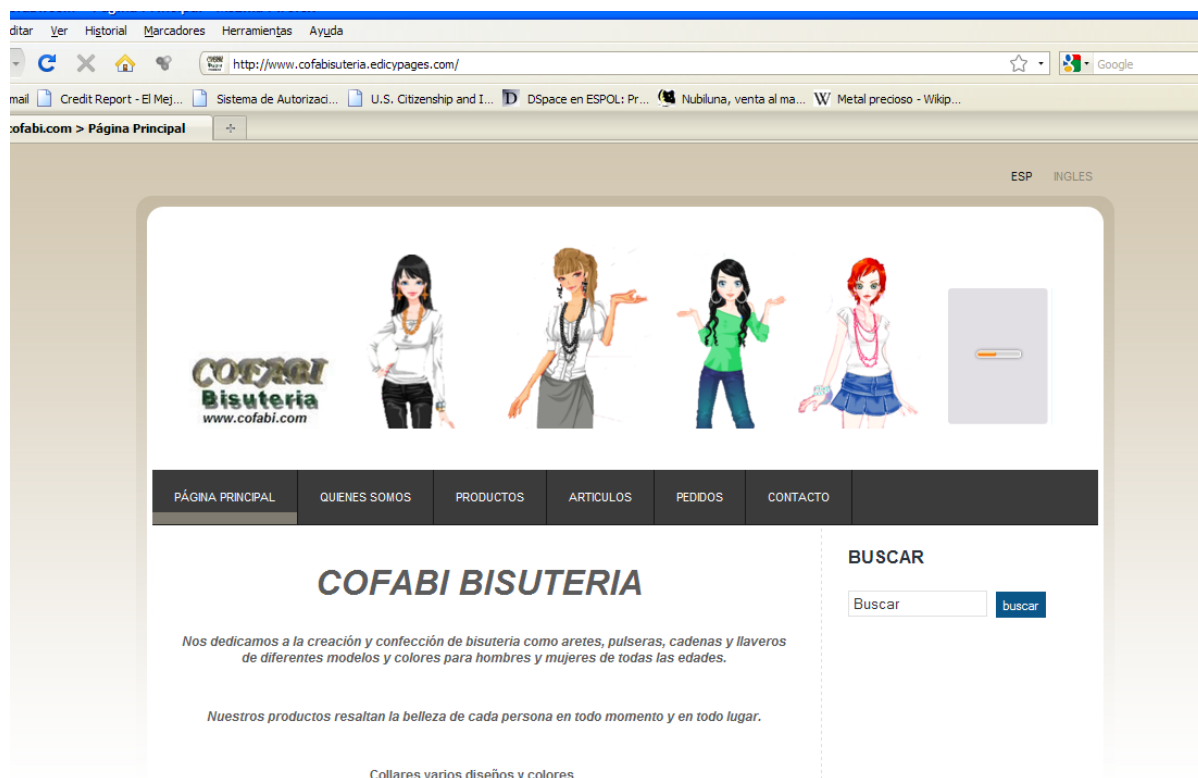 ditar Ver Historial Marcadores Herramientas Ayuda
http://www.cofabisuteria.edicypages.com/ Google
mail Credit Report - El Mej... Sistema de Autorizaci... U.S. Citizenship and I... D DSpace en ESPOL: Pr... Nubiluna, venta al ma... W Metal precioso - Wikip...
cofabi.com > Página Principal
ESP INGLES
COFABI
Bisuteria
www.cofabi.com
PÁGINA PRINCIPAL QUIENES SOMOS PRODUCTOS ARTICULOS PEDIDOS CONTACTO
COFABI BISUTERIA
BUSCAR
Buscar buscar
Nos dedicamos a la creación y confección de bisuteria como aretes, pulseras, cadenas y llaveros
de diferentes modelos y colores para hombres y mujeres de todas las edades.
Nuestros productos resaltan la belleza de cada persona en todo momento y en todo lugar.
Collares varios diseños y colores